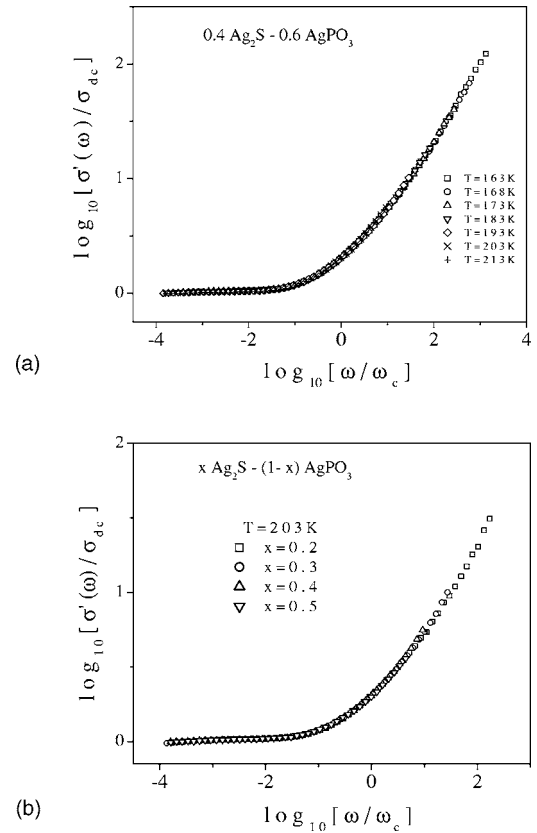 0.4 Ag2S - 0.6 AgPO3
log10 [σ'(ω)/σdc]
2
1
0
T=163K
T=168K
T=173K
T=183K
T=193K
T=203K
T=213K
-4 -2 0 2 4
log10 [ω/ωc]
(a)
x Ag2S - (1-x) AgPO3
log10 [σ'(ω)/σdc]
2
1
0
T=203K
x=0.2
x=0.3
x=0.4
x=0.5
-4 -2 0 2
log10 [ω/ωc]
(b)